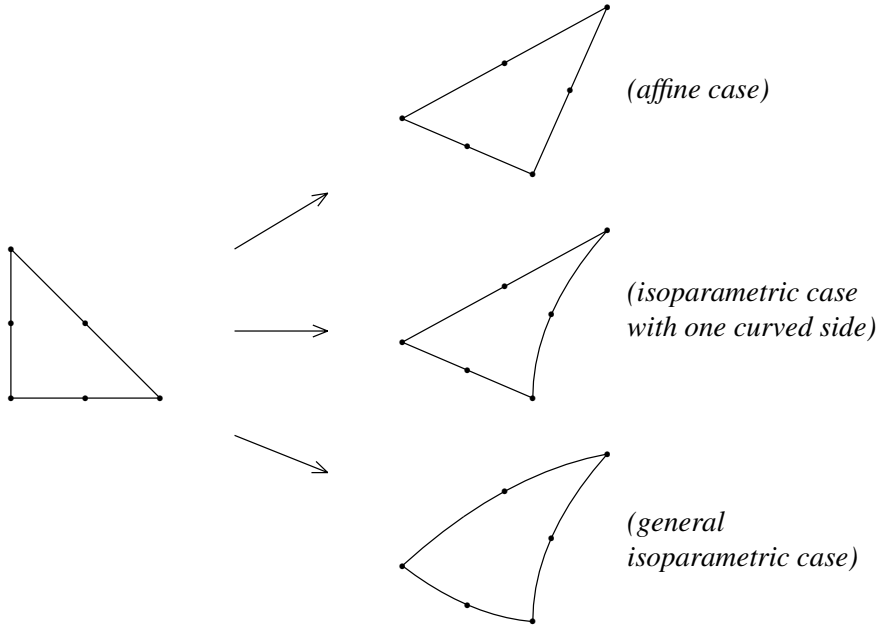 (affine case)
(isoparametric case
with one curved side)
(general
isoparametric case)